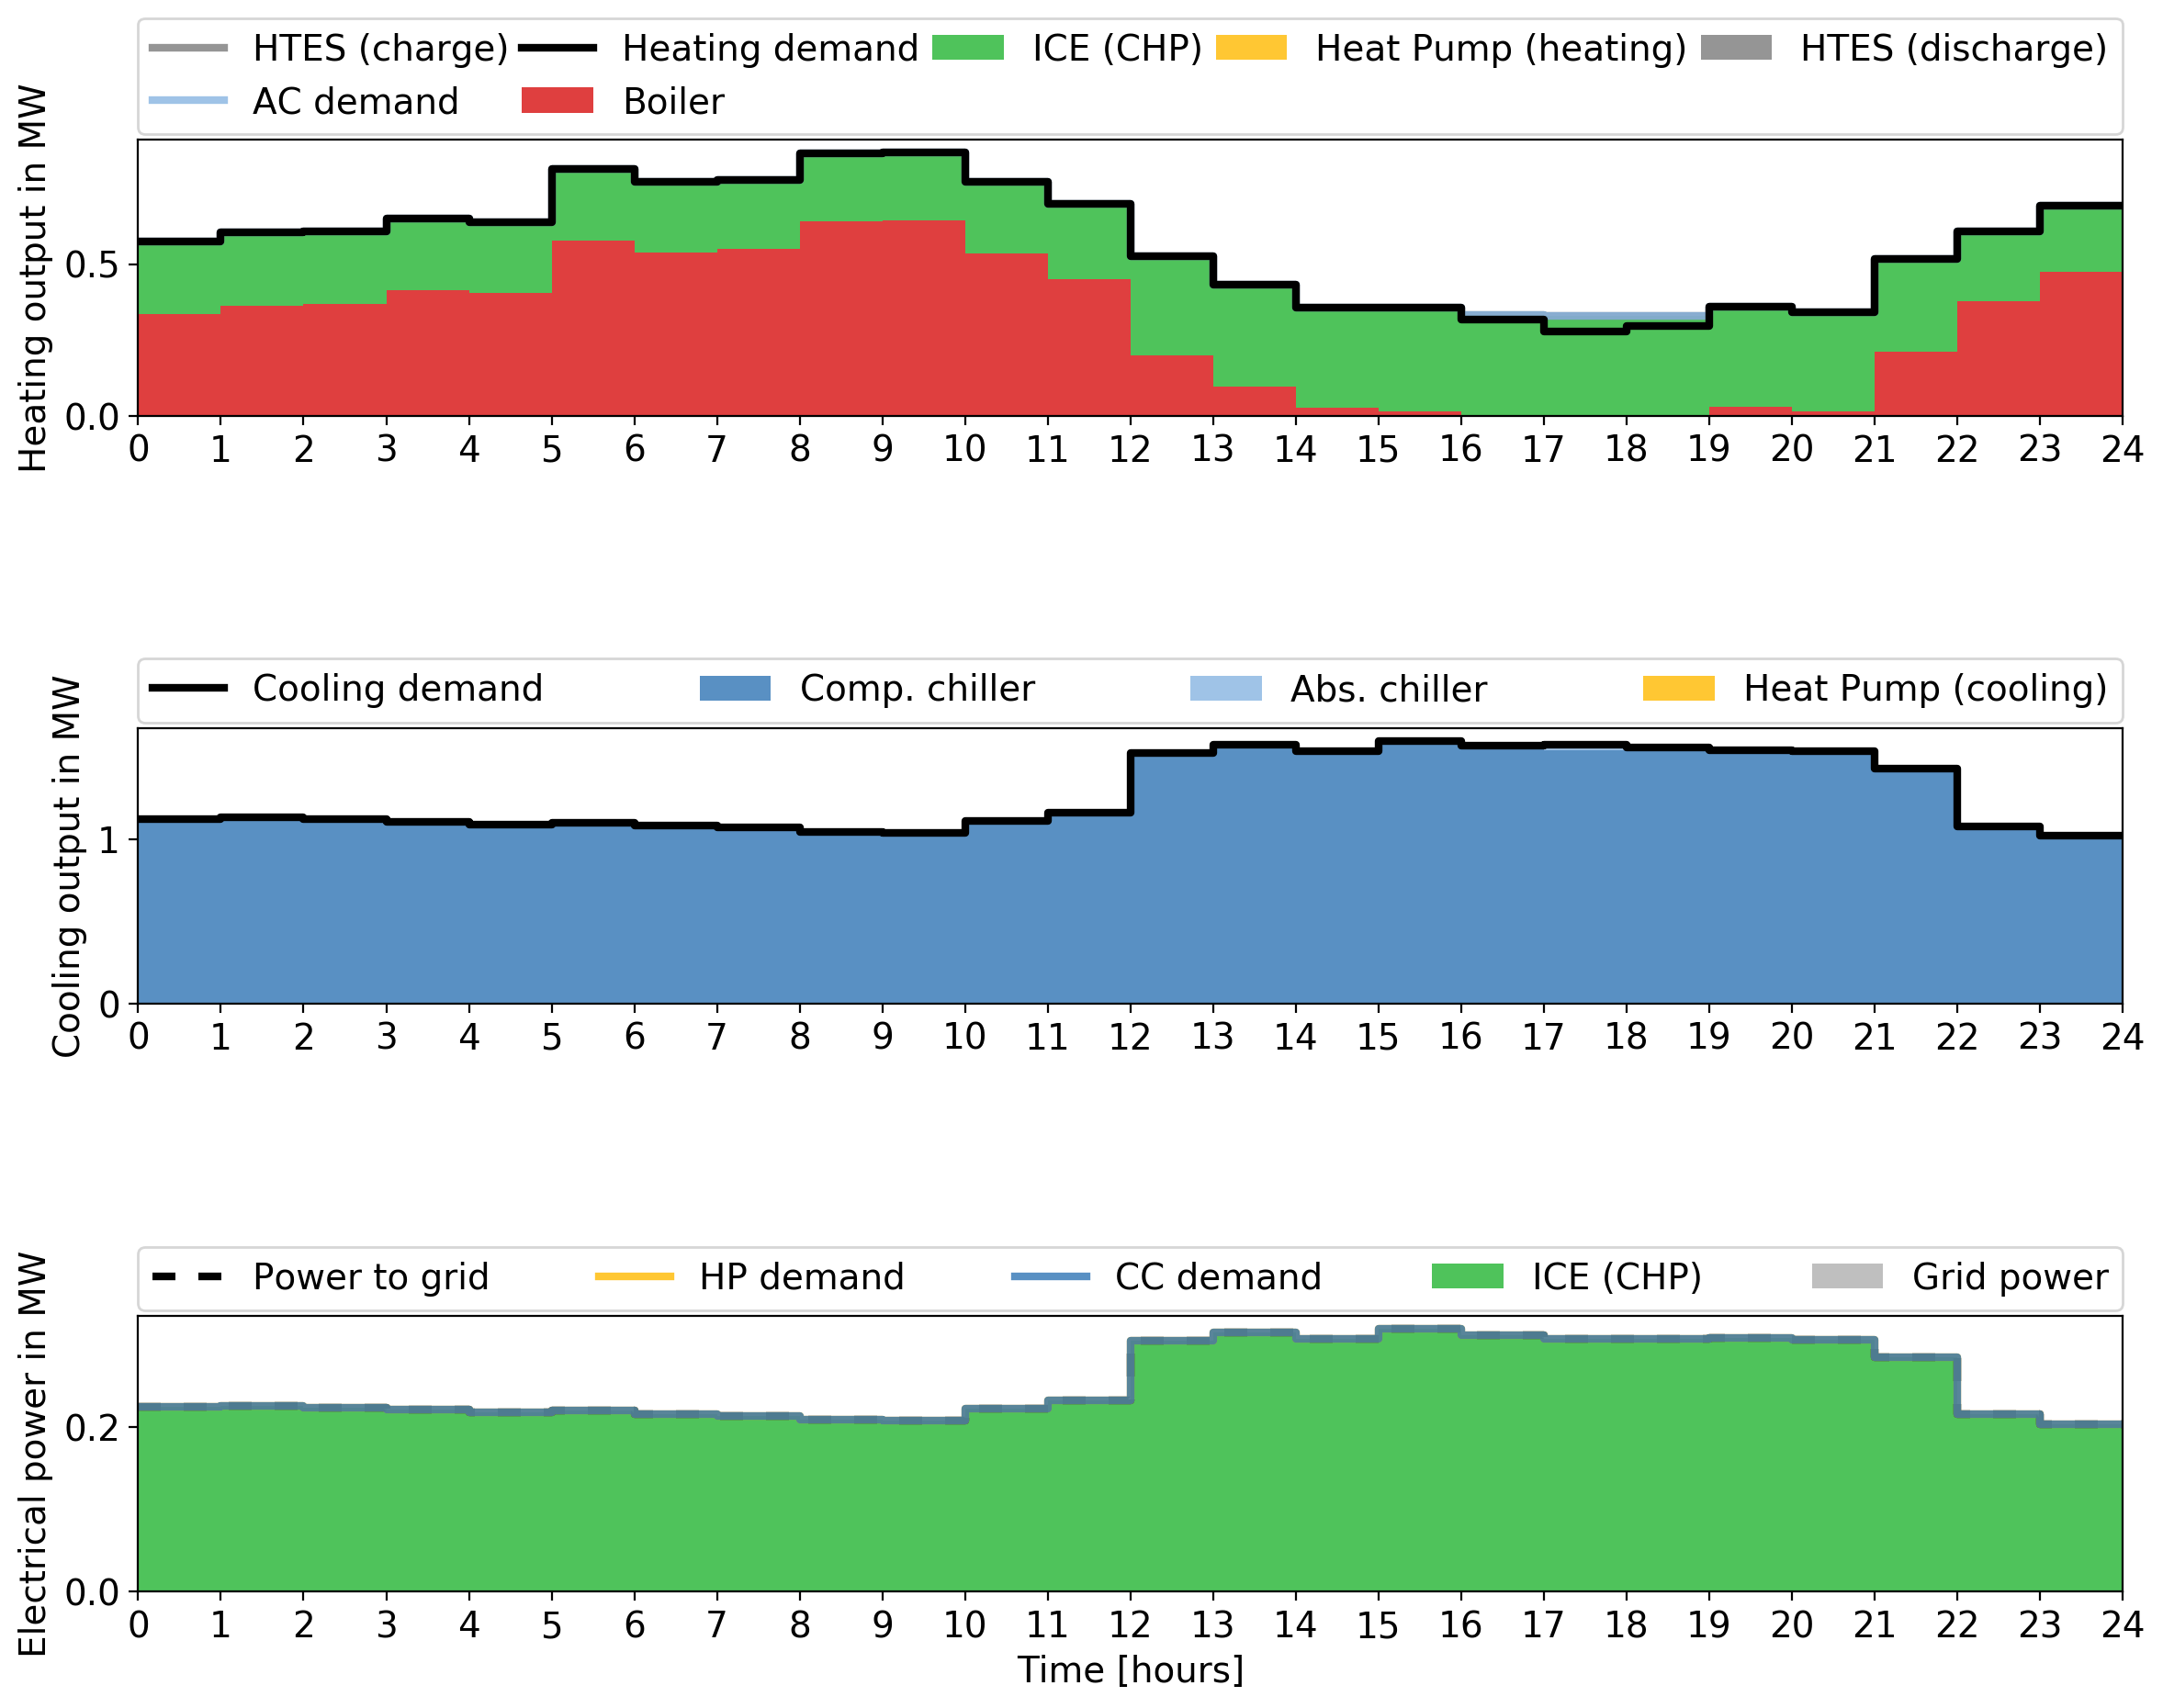 HTES (charge) Heating demand ICE (CHP) Heat Pump (heating) HTES (discharge)
AC demand Boiler
Heating output in MW
0.5
0.0
0 1 2 3 4 5 6 7 8 9 10 11 12 13 14 15 16 17 18 19 20 21 22 23 24
Cooling demand Comp. chiller Abs. chiller Heat Pump (cooling)
Cooling output in MW
1
0
0 1 2 3 4 5 6 7 8 9 10 11 12 13 14 15 16 17 18 19 20 21 22 23 24
Power to grid HP demand CC demand ICE (CHP) Grid power
Electrical power in MW
0.2
0.0
0 1 2 3 4 5 6 7 8 9 10 11 12 13 14 15 16 17 18 19 20 21 22 23 24
Time [hours]